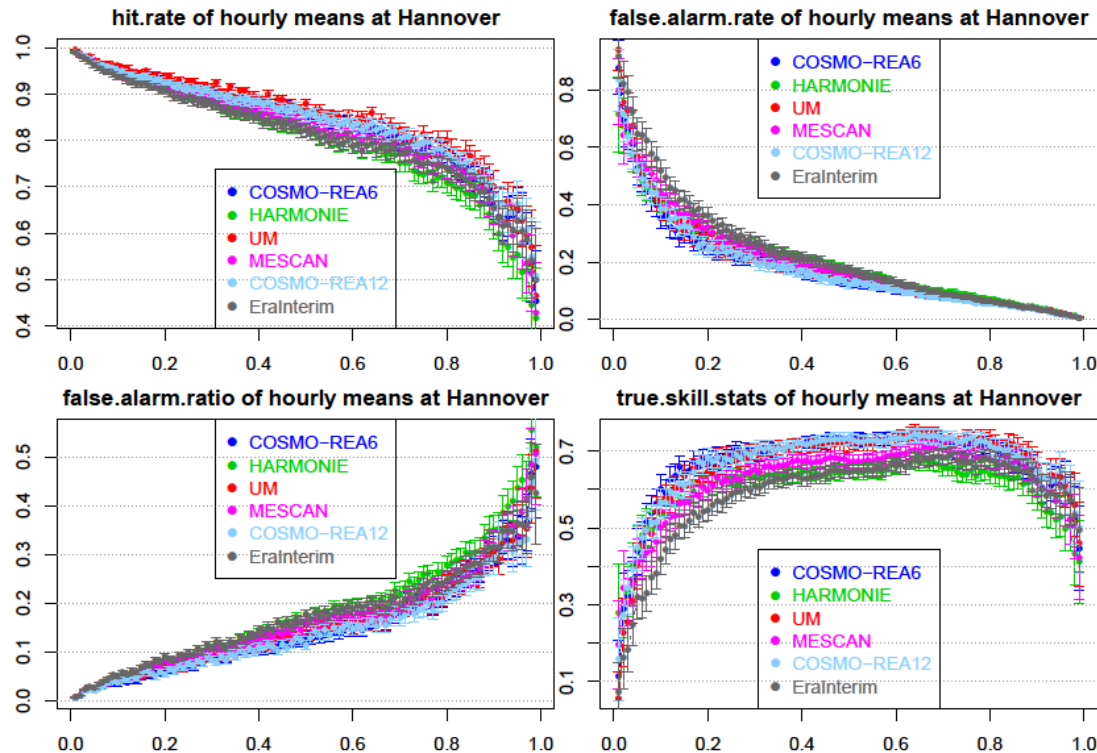 hit.rate of hourly means at Hannover
1.0
0.9
0.8
0.7
0.6
0.5
0.4
COSMO−REA6
HARMONIE
UM
MESCAN
COSMO−REA12
EraInterim
0.0 0.2 0.4 0.6 0.8 1.0
false.alarm.rate of hourly means at Hannover
0.8
0.6
0.4
0.2
0.0
COSMO−REA6
HARMONIE
UM
MESCAN
COSMO−REA12
EraInterim
0.0 0.2 0.4 0.6 0.8 1.0
false.alarm.ratio of hourly means at Hannover
0.5
0.4
0.3
0.2
0.1
0.0
COSMO−REA6
HARMONIE
UM
MESCAN
COSMO−REA12
EraInterim
0.0 0.2 0.4 0.6 0.8 1.0
true.skill.stats of hourly means at Hannover
0.7
0.5
0.3
0.1
COSMO−REA6
HARMONIE
UM
MESCAN
COSMO−REA12
EraInterim
0.0 0.2 0.4 0.6 0.8 1.0